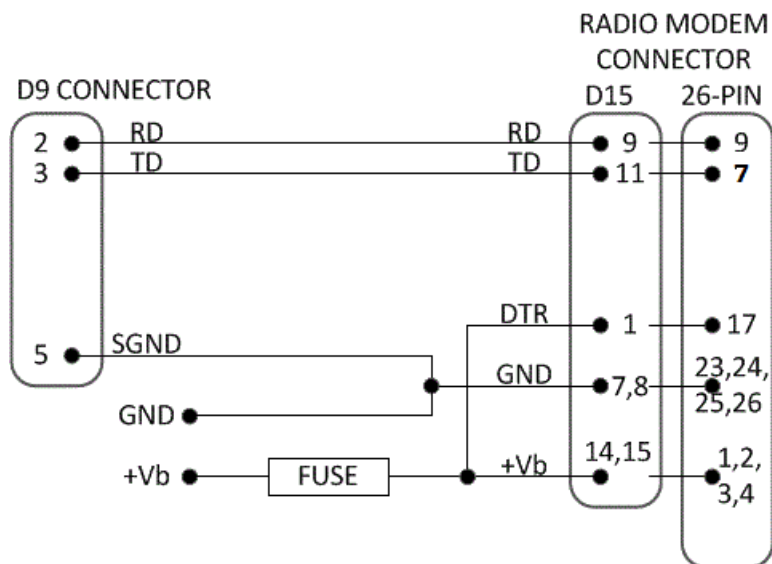 RADIO MODEM
CONNECTOR
D9 CONNECTOR
D15 26-PIN
2 RD RD 9 9
3 TD TD 11 7
DTR 1 17
5 SGND
GND 7,8 23,24,
25,26
GND
+Vb FUSE +Vb 14,15 1,2,
3,4